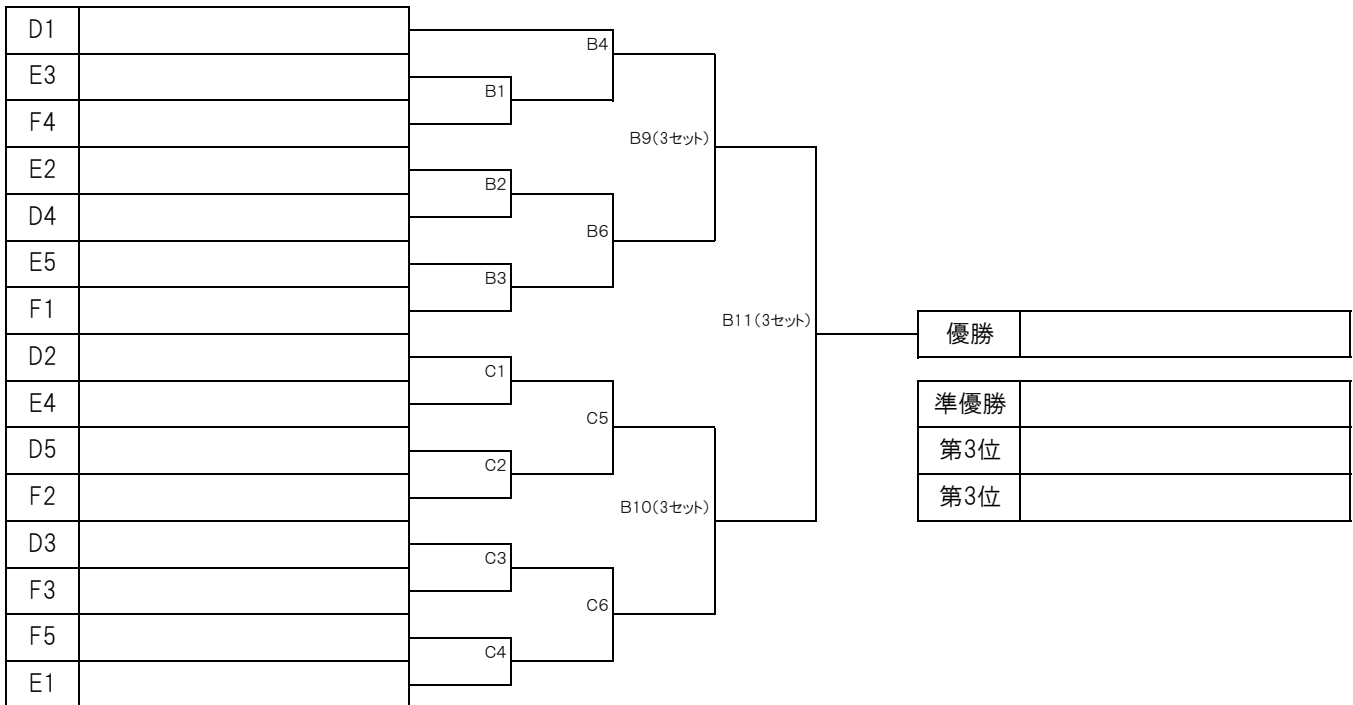 D1
B4
E3
B1
F4
B9(3セット)
E2
B2
D4
B6
E5
B3
F1
B11(3セット)
優勝
D2
C1
E4
準優勝
C5
D5
第3位
C2
F2
第3位
B10(3セット)
D3
C3
F3
C6
F5
C4
E1